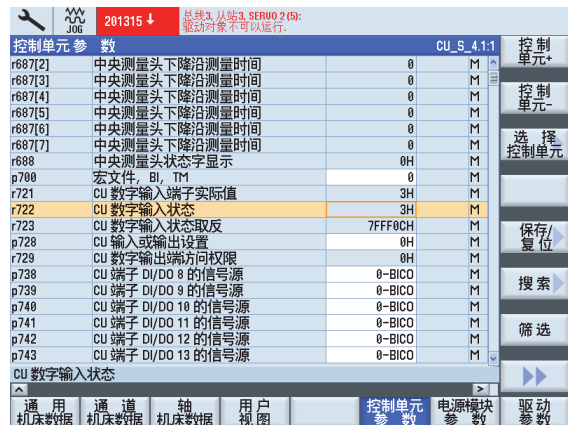 JOG
201315
总线3, 从站3, SERVO 2 (5):
驱动对象不可以运行.
控制单元 参 数 CU_S_4.1:1
r687[2] 中央测量头下降沿测量时间 0 M
r687[3] 中央测量头下降沿测量时间 0 M
r687[4] 中央测量头下降沿测量时间 0 M
r687[5] 中央测量头下降沿测量时间 0 M
r687[6] 中央测量头下降沿测量时间 0 M
r687[7] 中央测量头下降沿测量时间 0 M
r688 中央测量头状态字显示 0H M
p700 宏文件, BI, TM 0 M
r721 CU 数字输入端子实际值 3H M
r722 CU 数字输入状态 3H M
r723 CU 数字输入状态取反 7FFF0CH M
p728 CU 输入或输出设置 0H M
r729 CU 数字输出端访问权限 0H M
p738 CU 端子 DI/DO 8 的信号源 0-BICO M
p739 CU 端子 DI/DO 9 的信号源 0-BICO M
p740 CU 端子 DI/DO 10 的信号源 0-BICO M
p741 CU 端子 DI/DO 11 的信号源 0-BICO M
p742 CU 端子 DI/DO 12 的信号源 0-BICO M
p743 CU 端子 DI/DO 13 的信号源 0-BICO M
CU 数字输入状态
控 制
单元+
控 制
单元-
选 择
控制单元
保存/
复 位
搜 索
筛 选
通 用
机床数据
通 道
机床数据
轴
机床数据
用 户
视 图
控制单元
参 数
电源模块
参 数
驱 动
参 数